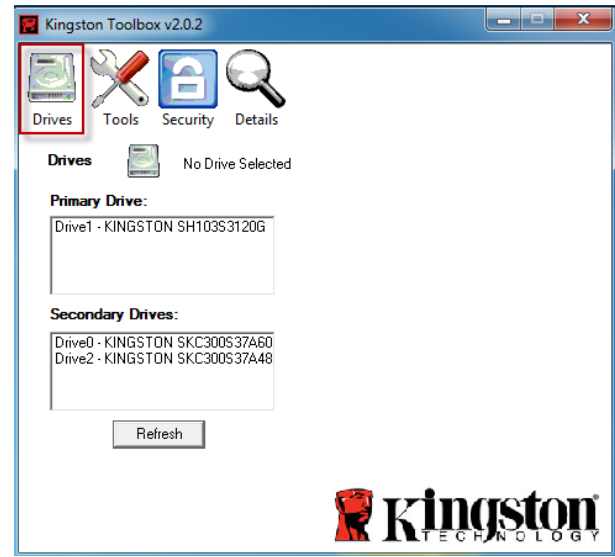 Kingston Toolbox v2.0.2
Drives Tools Security Details
Drives No Drive Selected
Primary Drive:
Drive1 - KINGSTON SH103S3120G
Secondary Drives:
Drive0 - KINGSTON SKC300S37A60
Drive2 - KINGSTON SKC300S37A48
Refresh
Kingston
TECHNOLOGY